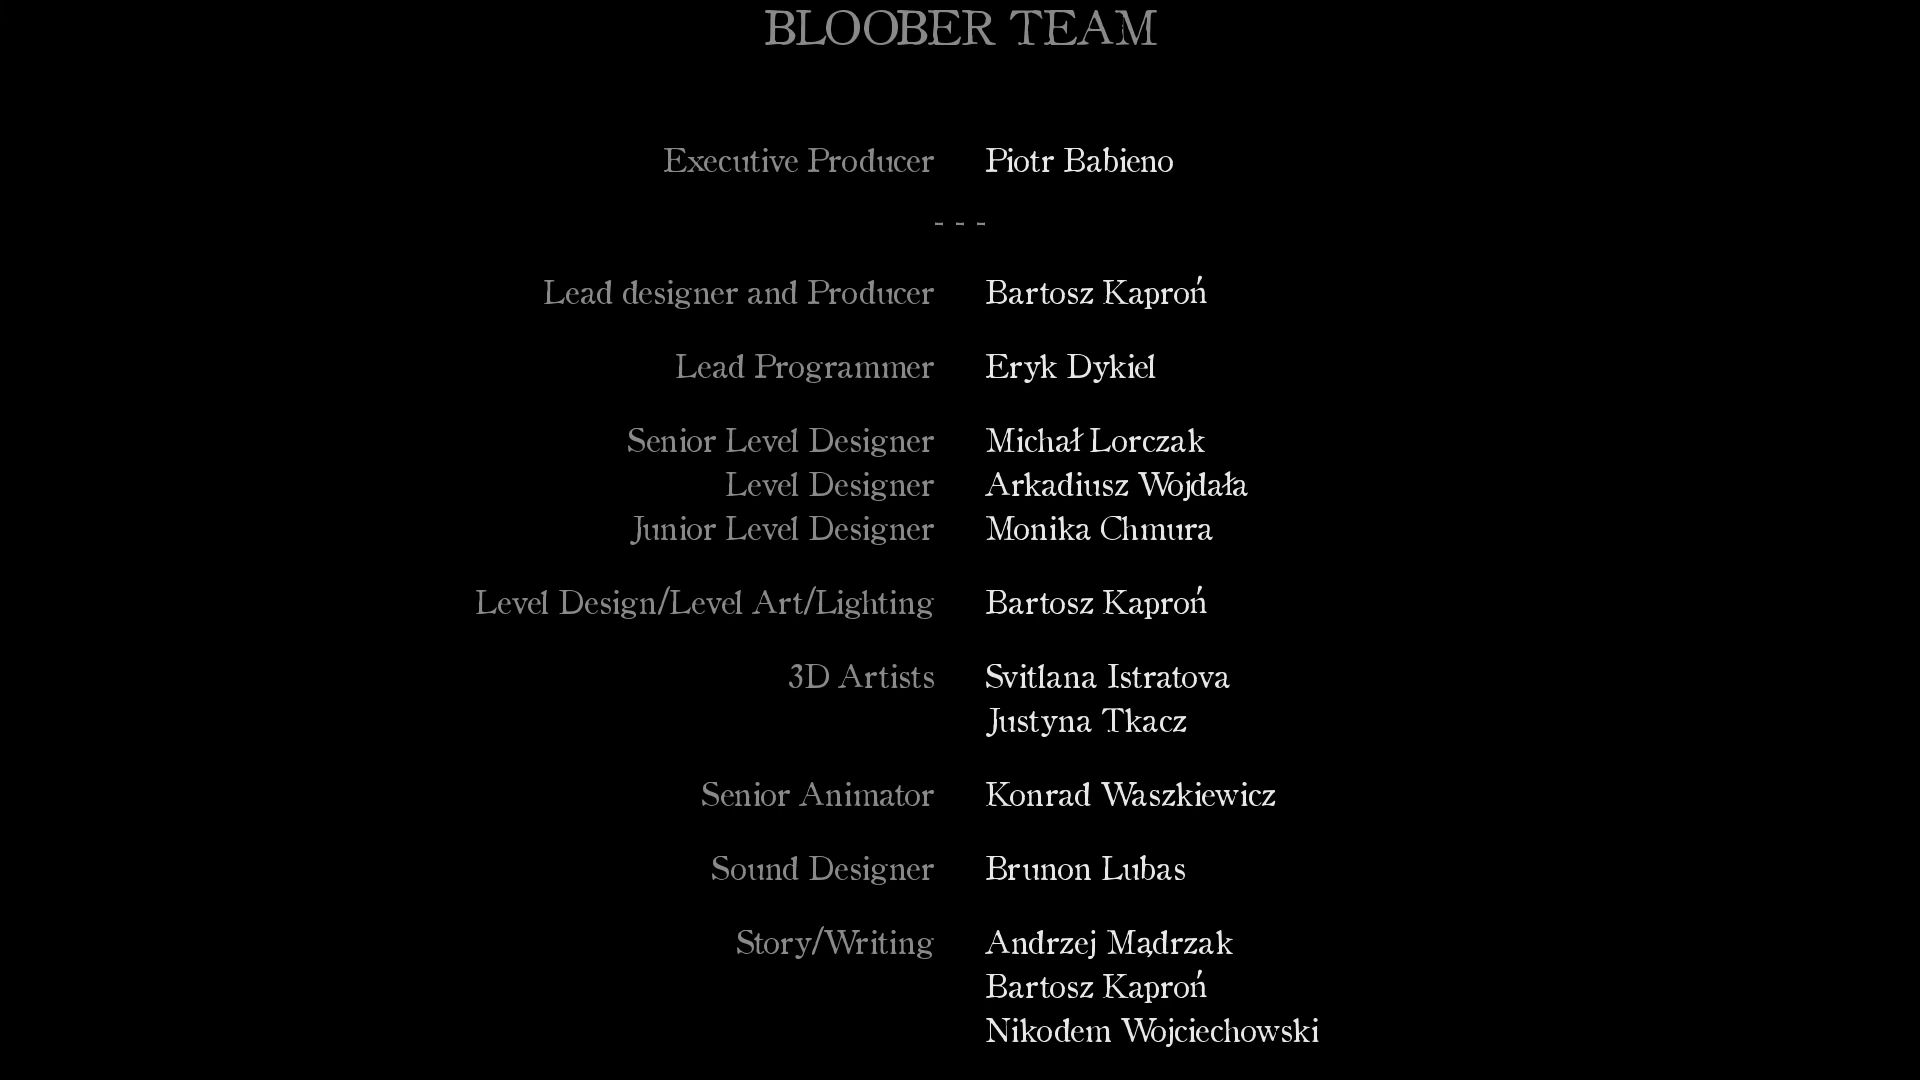 BLOOBER TEAM
Executive Producer Piotr Babieno
- - -
Lead designer and Producer Bartosz Kaproń
Lead Programmer Eryk Dykiel
Senior Level Designer Michał Lorczak
Level Designer Arkadiusz Wojdała
Junior Level Designer Monika Chmura
Level Design/Level Art/Lighting Bartosz Kaproń
3D Artists Svitlana Istratova
Justyna Tkacz
Senior Animator Konrad Waszkiewicz
Sound Designer Brunon Lubas
Story/Writing Andrzej Mądrzak
Bartosz Kaproń
Nikodem Wojciechowski